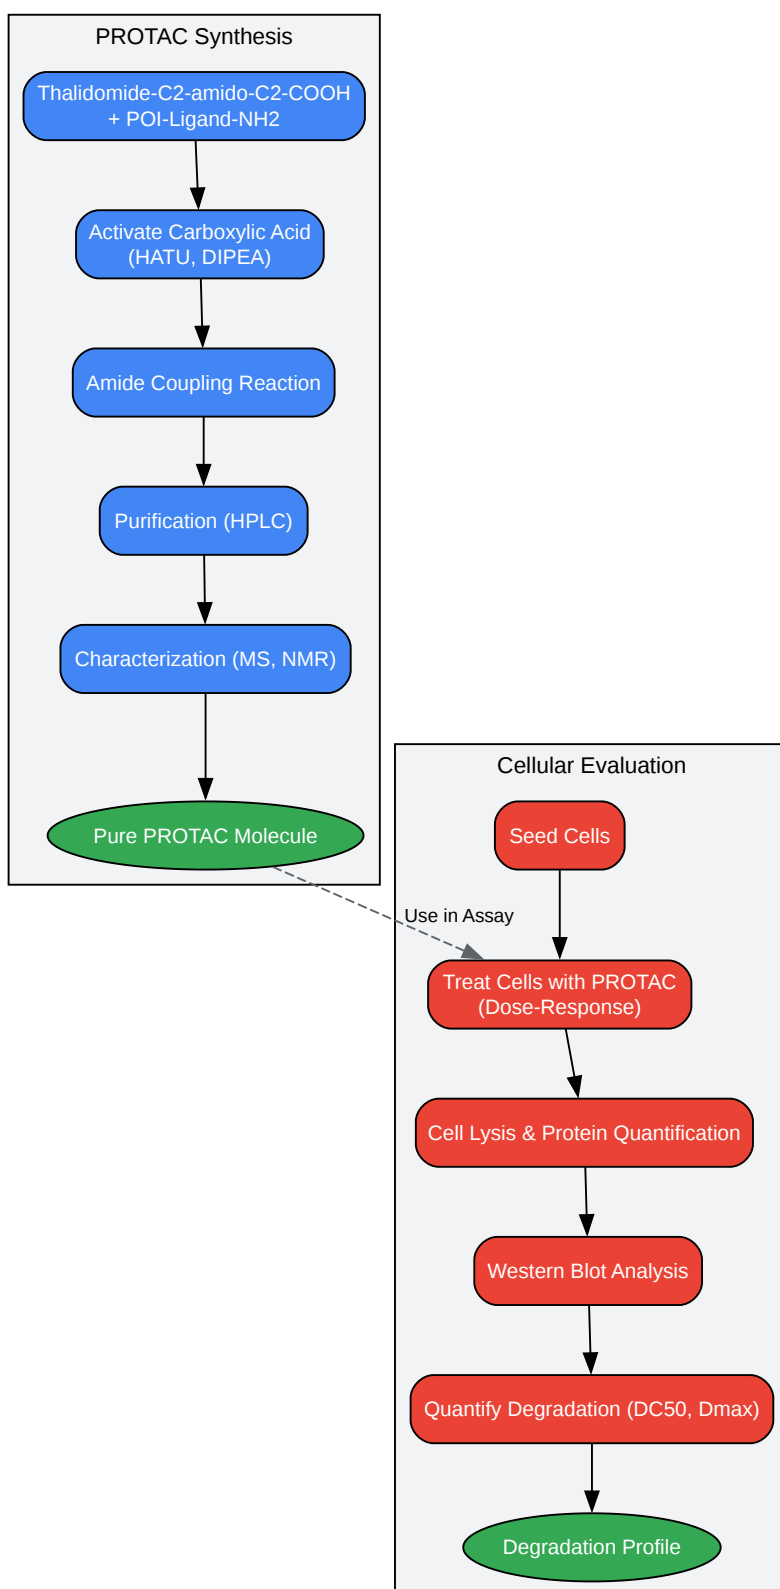 PROTAC Synthesis
Thalidomide-C2-amido-C2-COOH
+ POI-Ligand-NH2
Activate Carboxylic Acid
(HATU, DIPEA)
Amide Coupling Reaction
Purification (HPLC)
Characterization (MS, NMR)
Pure PROTAC Molecule
Cellular Evaluation
Seed Cells
Use in Assay
Treat Cells with PROTAC
(Dose-Response)
Cell Lysis & Protein Quantification
Western Blot Analysis
Quantify Degradation (DC50, Dmax)
Degradation Profile